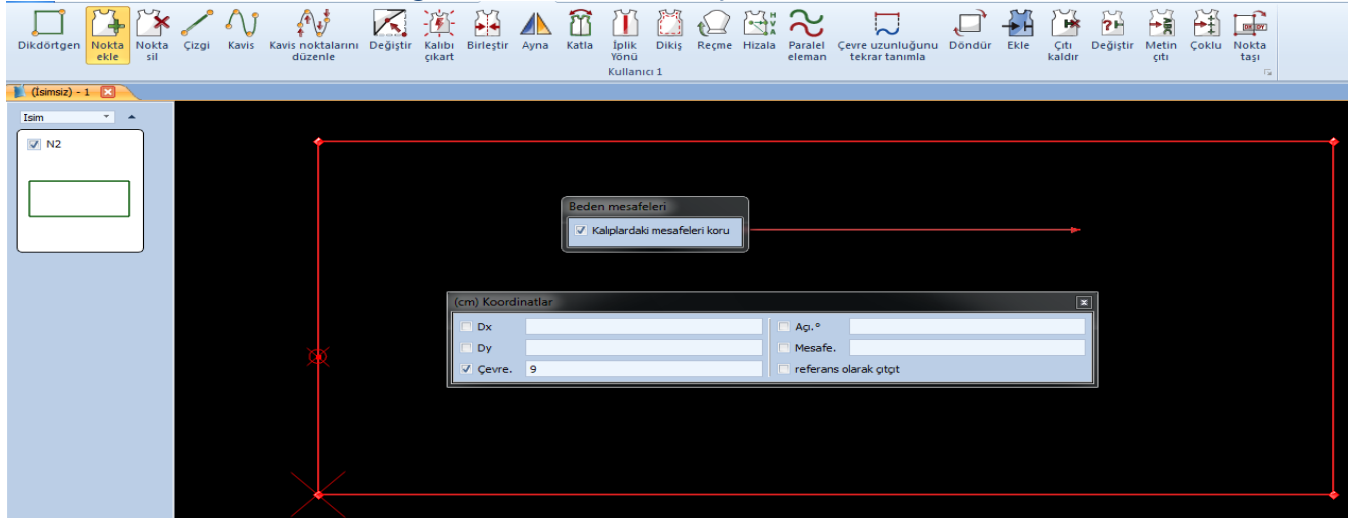 Dikdörtgen Nokta ekle Nokta sil Çizgi Kavis Kavis noktalarını düzenle Değiştir Kalıbı çıkart Birleştir Ayna Katla İplik Yönü Dikiş Reçme Hizala Paralel eleman Çevre uzunluğunu tekrar tanımla Döndür Ekle Çıtı kaldır Değiştir Metin çıtı Çoklu Nokta taşı
Kullanıcı 1
(İsimsiz) - 1
Isim
N2
Beden mesafeleri
Kalıplardaki mesafeleri koru
(cm) Koordinatlar
Dx
Açı.°
Dy
Mesafe.
Çevre. 9
referans olarak çıtçıt